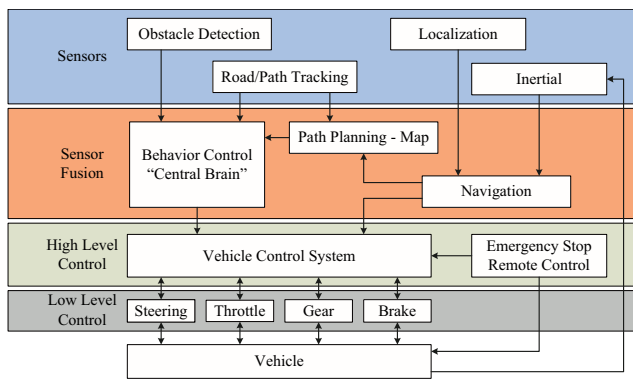 Sensors
Obstacle Detection
Localization
Road/Path Tracking
Inertial
Sensor
Fusion
Behavior Control
“Central Brain”
Path Planning - Map
Navigation
High Level
Control
Vehicle Control System
Emergency Stop
Remote Control
Low Level
Control
Steering
Throttle
Gear
Brake
Vehicle